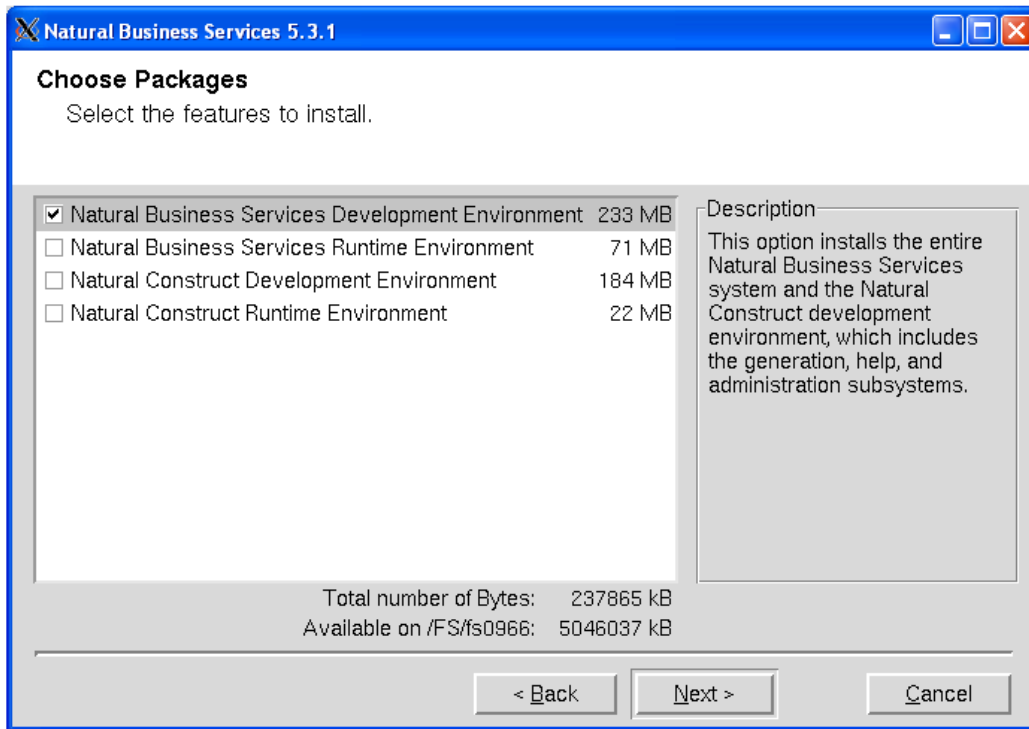 Natural Business Services 5.3.1
Choose Packages
Select the features to install.
Natural Business Services Development Environment 233 MB
Natural Business Services Runtime Environment 71 MB
Natural Construct Development Environment 184 MB
Natural Construct Runtime Environment 22 MB
Description
This option installs the entire
Natural Business Services
system and the Natural
Construct development
environment, which includes
the generation, help, and
administration subsystems.
Total number of Bytes: 237865 kB
Available on /FS/fs0966: 5046037 kB
< Back Next > Cancel